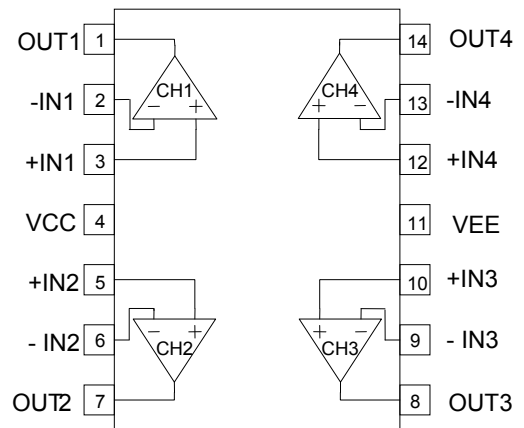 OUT1 1 14 OUT4
-IN1 2 CH1 CH4 13 -IN4
− + + −
+IN1 3 12 +IN4
VCC 4 11 VEE
+IN2 5 10 +IN3
− + + −
- IN2 6 CH2 CH3 9 - IN3
OUT2 7 8 OUT3